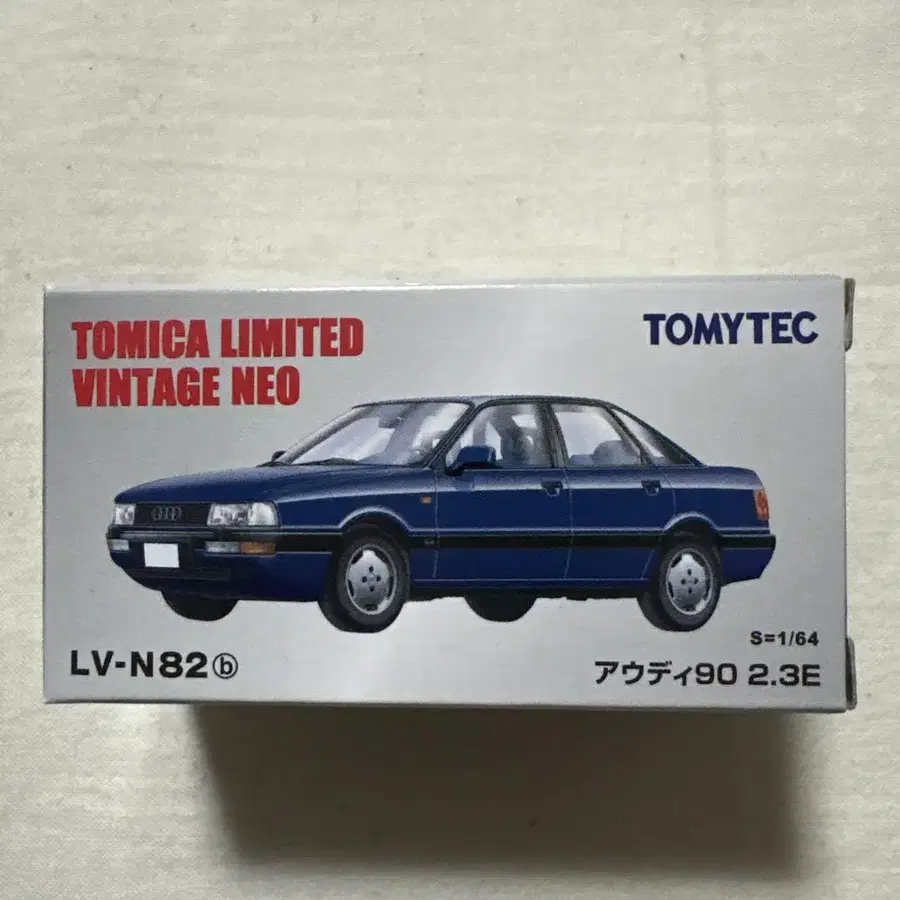 TOMICA LIMITED
VINTAGE NEO
TOMYTEC
S=1/64
LV-N82ⓑ
アウディ90 2.3E